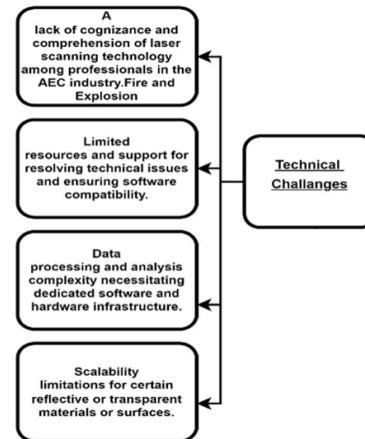 A
lack of cognizance and
comprehension of laser
scanning technology
among professionals in the
AEC industry.Fire and
Explosion
Limited
resources and support for
resolving technical issues
and ensuring software
compatibility.
Technical
Challanges
Data
processing and analysis
complexity necessitating
dedicated software and
hardware infrastructure.
Scalability
limitations for certain
reflective or transparent
materials or surfaces.